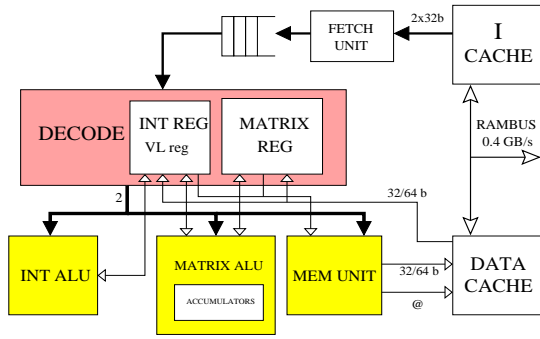 2x32b
I
CACHE
FETCH
UNIT
DECODE
INT REG
VL reg
MATRIX
REG
RAMBUS
0.4 GB/s
2
32/64 b
INT ALU
MATRIX ALU
ACCUMULATORS
MEM UNIT
32/64 b
@
DATA
CACHE